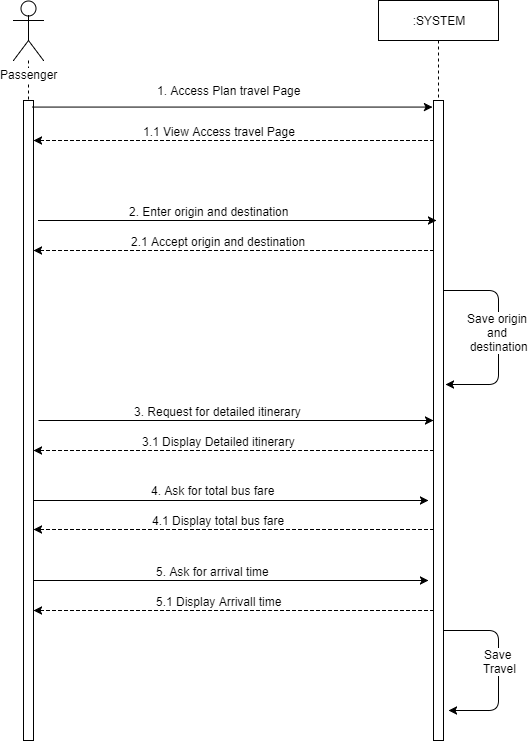 :SYSTEM
Passenger
1. Access Plan travel Page
1.1 View Access travel Page
2. Enter origin and destination
2.1 Accept origin and destination
Save origin
and
destination
3. Request for detailed itinerary
3.1 Display Detailed itinerary
4. Ask for total bus fare
4.1 Display total bus fare
5. Ask for arrival time
5.1 Display Arrivall time
Save
Travel